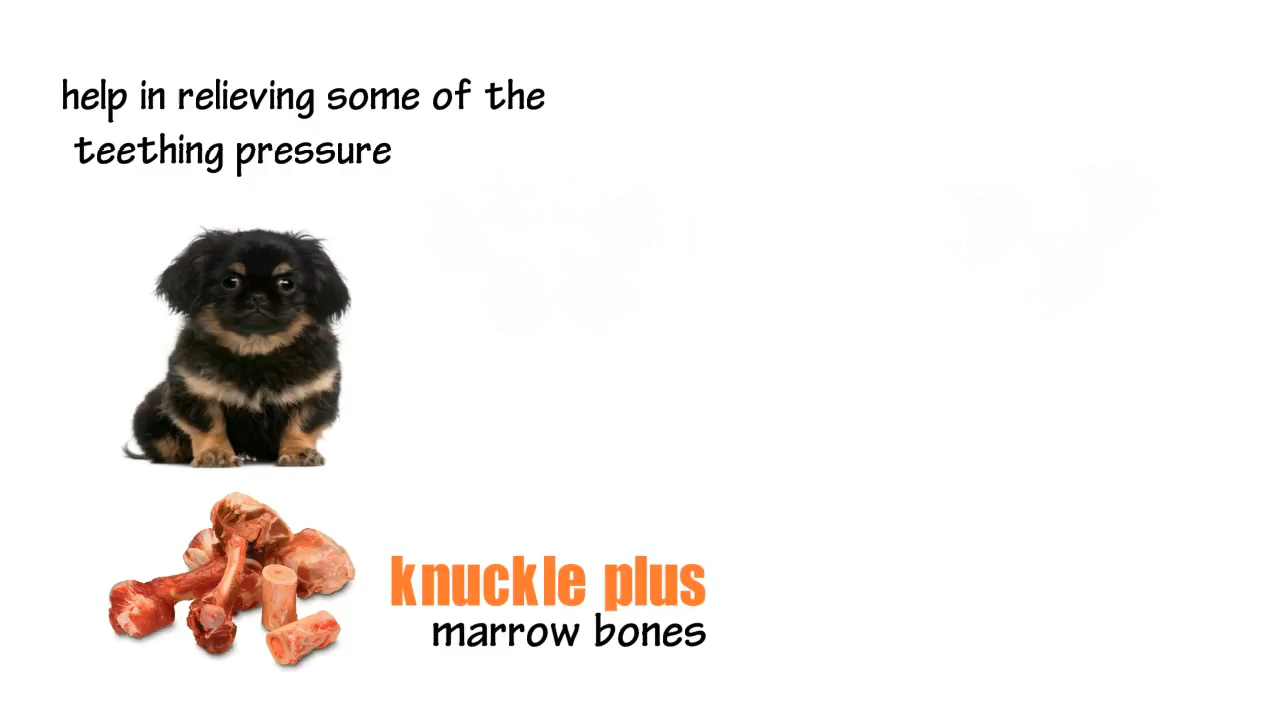 help in relieving some of the
teething pressure
knuckle plus
marrow bones